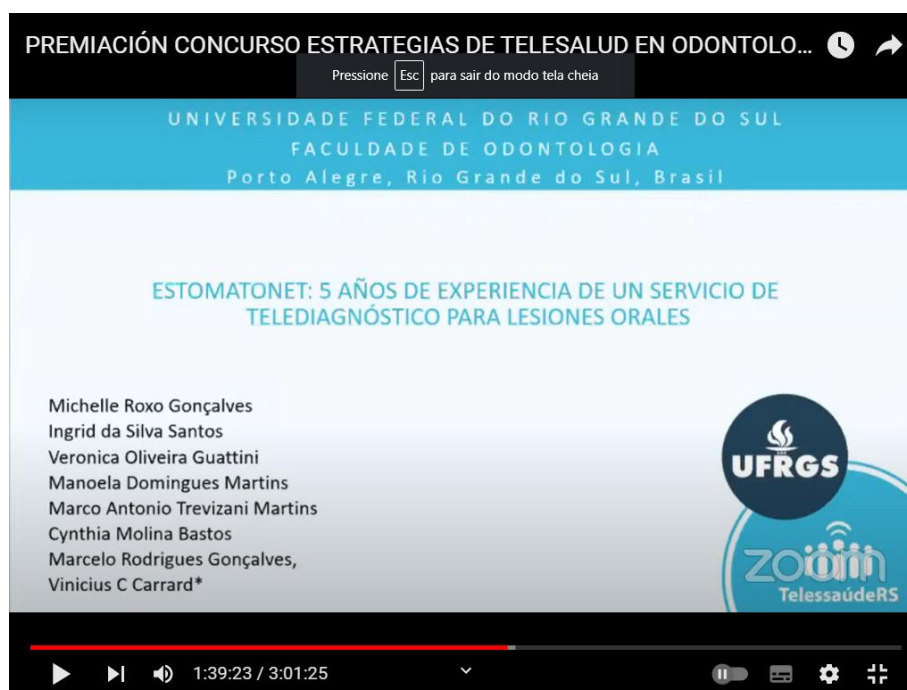 PREMIACIÓN CONCURSO ESTRATEGIAS DE TELESALUD EN ODONTOLO...
Pressione Esc para sair do modo tela cheia
UNIVERSIDADE FEDERAL DO RIO GRANDE DO SUL
FACULDADE DE ODONTOLOGIA
Porto Alegre, Rio Grande do Sul, Brasil
ESTOMATONET: 5 AÑOS DE EXPERIENCIA DE UN SERVICIO DE
TELEDIAGNÓSTICO PARA LESIONES ORALES
Michelle Roxo Gonçalves
Ingrid da Silva Santos
Veronica Oliveira Guattini
Manoela Domingues Martins
Marco Antonio Trevizani Martins
Cynthia Molina Bastos
Marcelo Rodrigues Gonçalves,
Vinicius C Carrard*
UFRGS
zoom
TelessaúdeRS
1:39:23 / 3:01:25